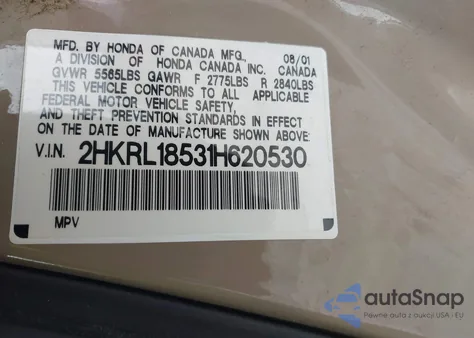 MFD. BY HONDA OF CANADA MFG., 08/01
A DIVISION OF HONDA CANADA INC. CANADA
GVWR 5565LBS GAWR F 2775LBS R 2840LBS
THIS VEHICLE CONFORMS TO ALL APPLICABLE
FEDERAL MOTOR VEHICLE SAFETY,
AND THEFT PREVENTION STANDARDS IN EFFECT
ON THE DATE OF MANUFACTURE SHOWN ABOVE.
V.I.N. 2HKRL18531H620530
MPV
autoSnap
Pewne auta z aukcji USA - EU